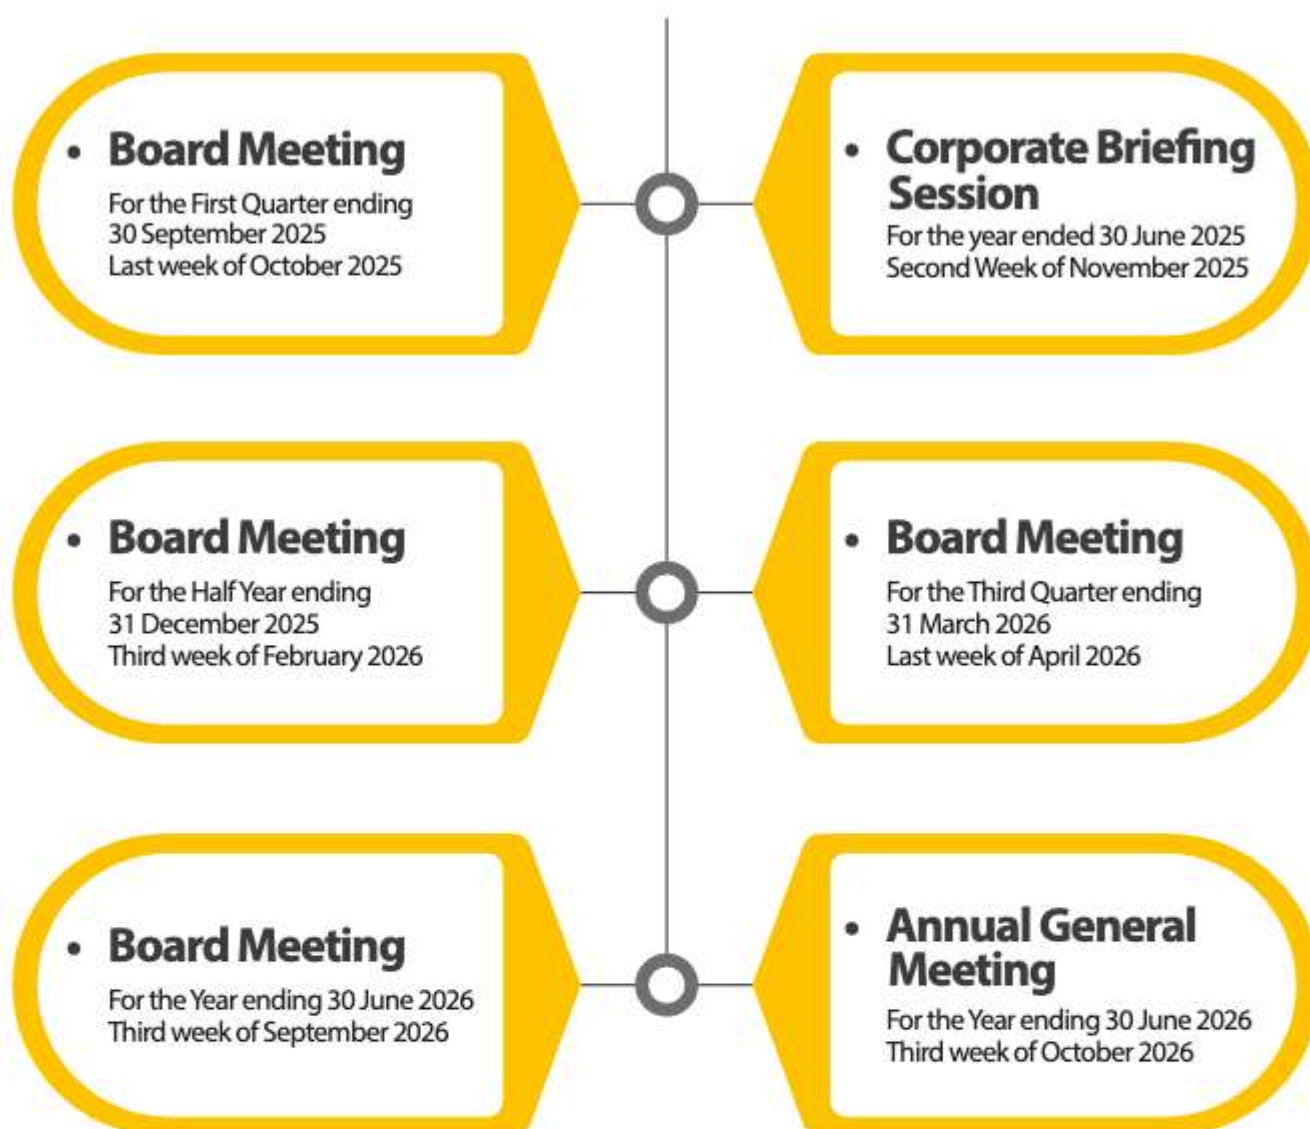 • Board Meeting
For the First Quarter ending
30 September 2025
Last week of October 2025
• Corporate Briefing
Session
For the year ended 30 June 2025
Second Week of November 2025
• Board Meeting
For the Half Year ending
31 December 2025
Third week of February 2026
• Board Meeting
For the Third Quarter ending
31 March 2026
Last week of April 2026
• Board Meeting
For the Year ending 30 June 2026
Third week of September 2026
• Annual General
Meeting
For the Year ending 30 June 2026
Third week of October 2026